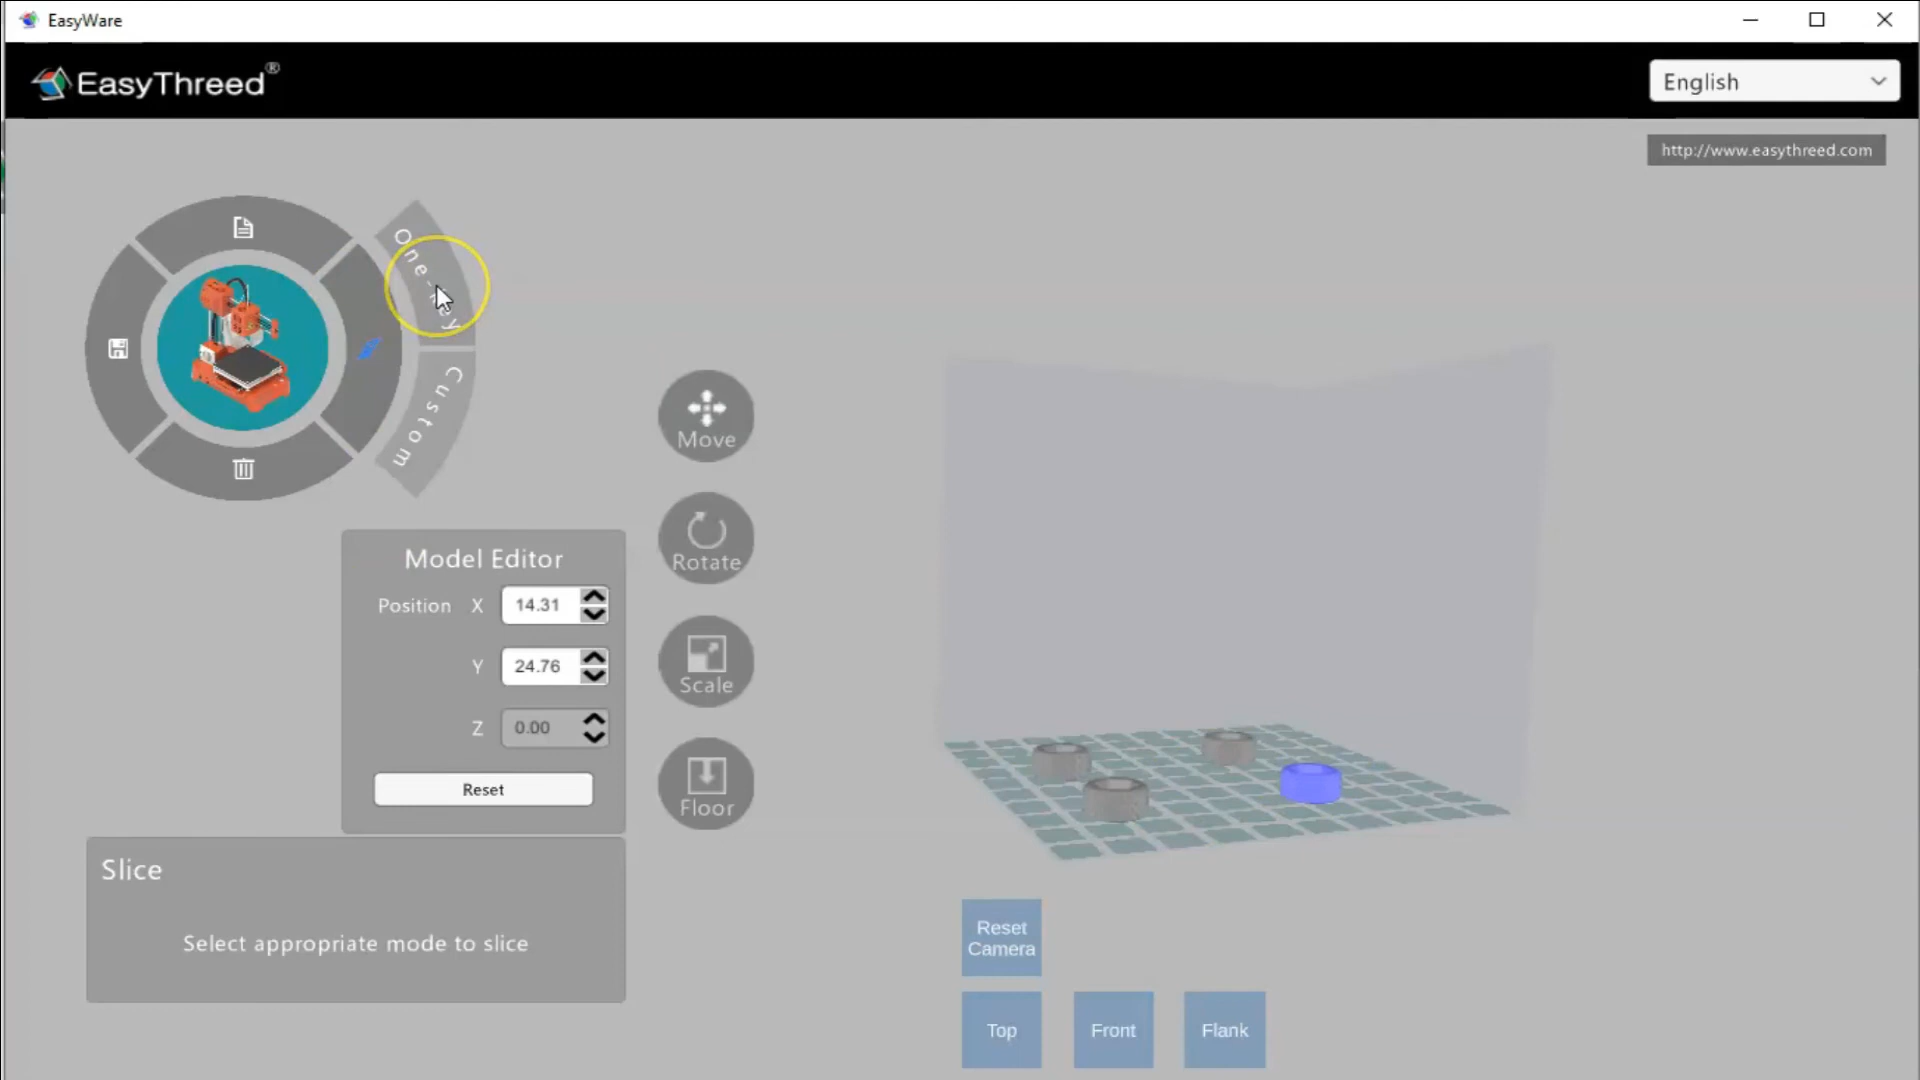 EasyWare
EasyThreed®
English
http://www.easythreed.com
One-key
Custom
Move
Rotate
Scale
Floor
Model Editor
Position X 14.31
Y 24.76
Z 0.00
Reset
Slice
Select appropriate mode to slice
Reset
Camera
Top
Front
Flank